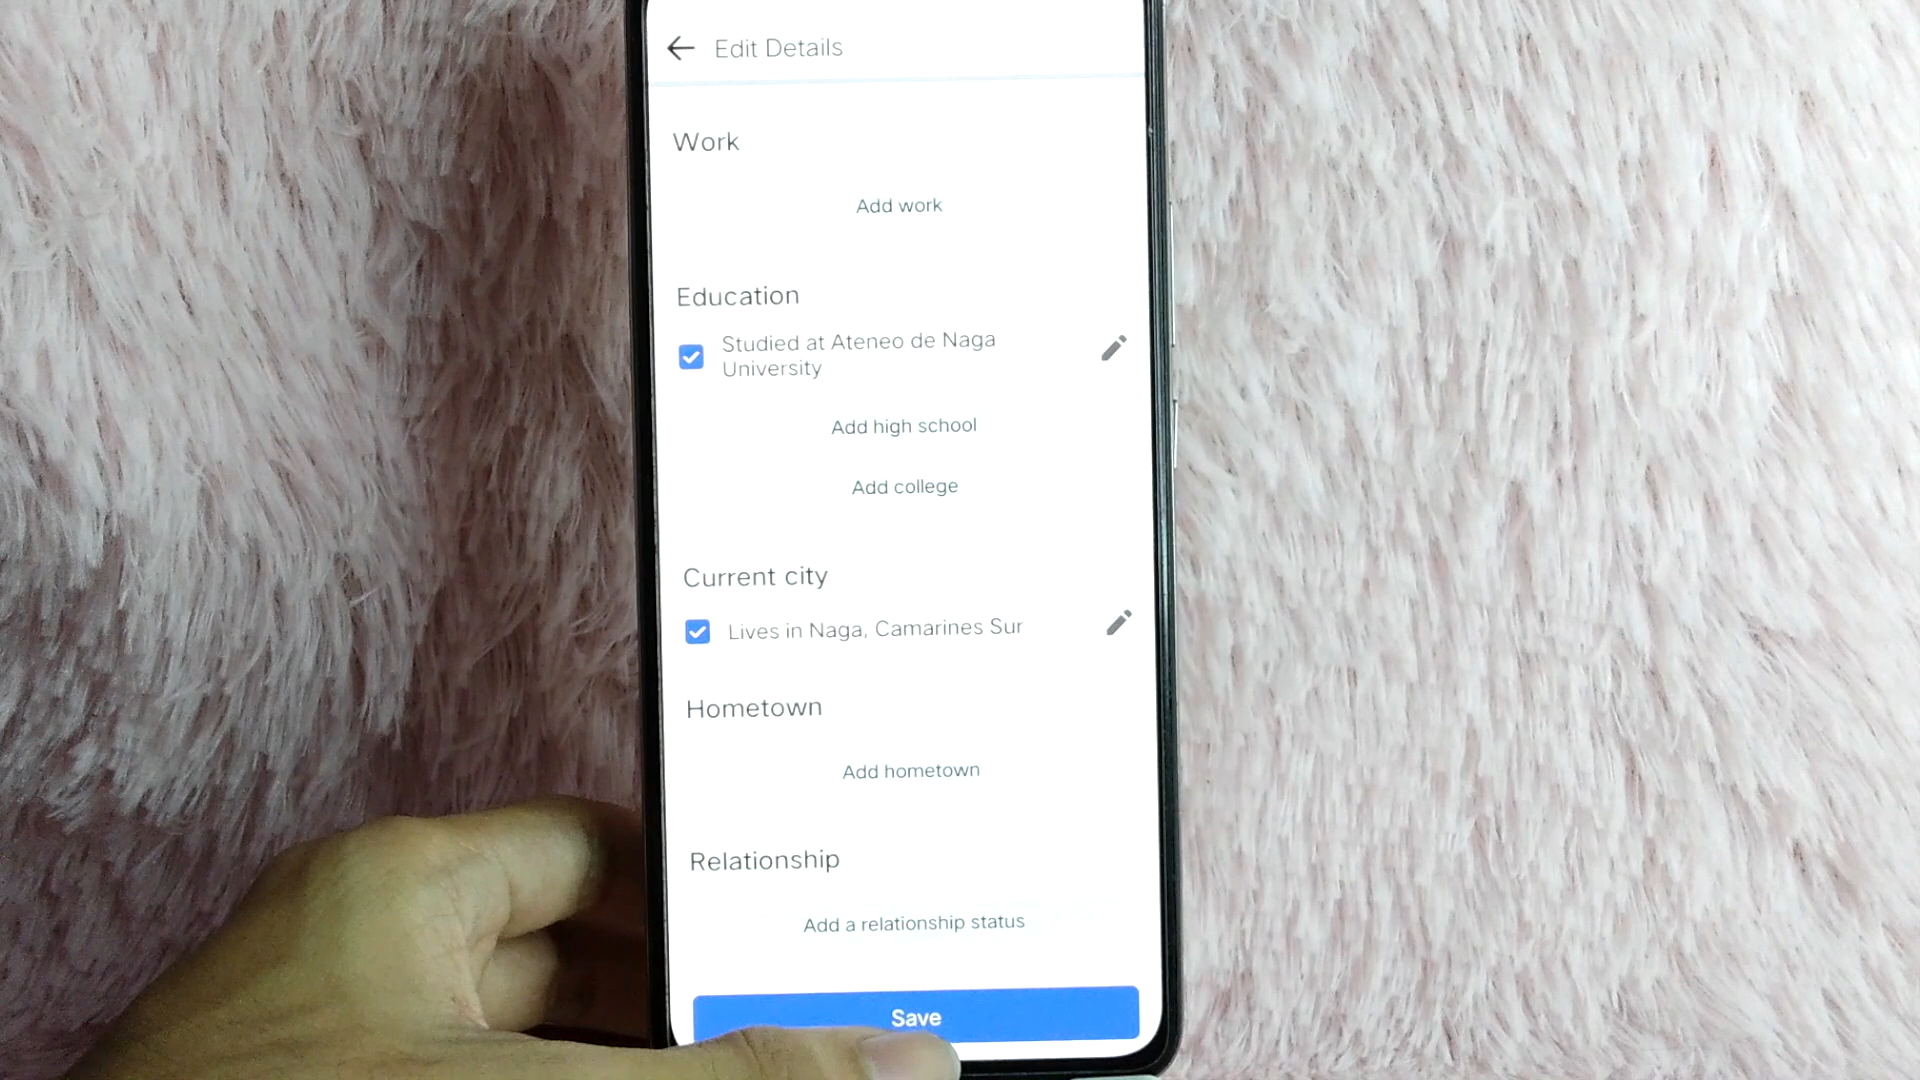 Edit Details
Work
Add work
Education
Studied at Ateneo de Naga
University
Add high school
Add college
Current city
Lives in Naga, Camarines Sur
Hometown
Add hometown
Relationship
Add a relationship status
Save